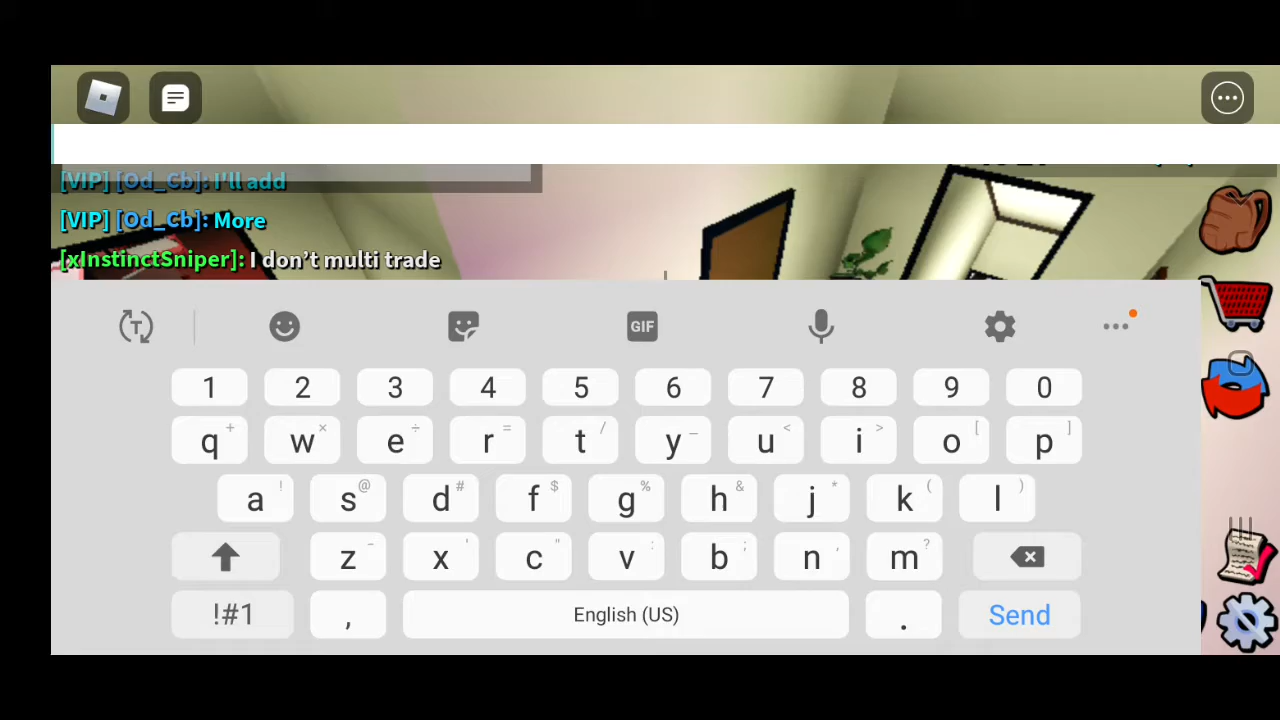 [VIP] [Od_Cb]: I'll add
[VIP] [Od_Cb]: More
[xInstinctSniper]: I don't multi trade
GIF
1 2 3 4 5 6 7 8 9 0
q + w × e ÷ r = t / y _ u < i > o [ p ]
a ! s @ d # f $ g % h & j * k ( l )
z - x ' c " v : b ; n , m ?
!#1 , English (US) . Send